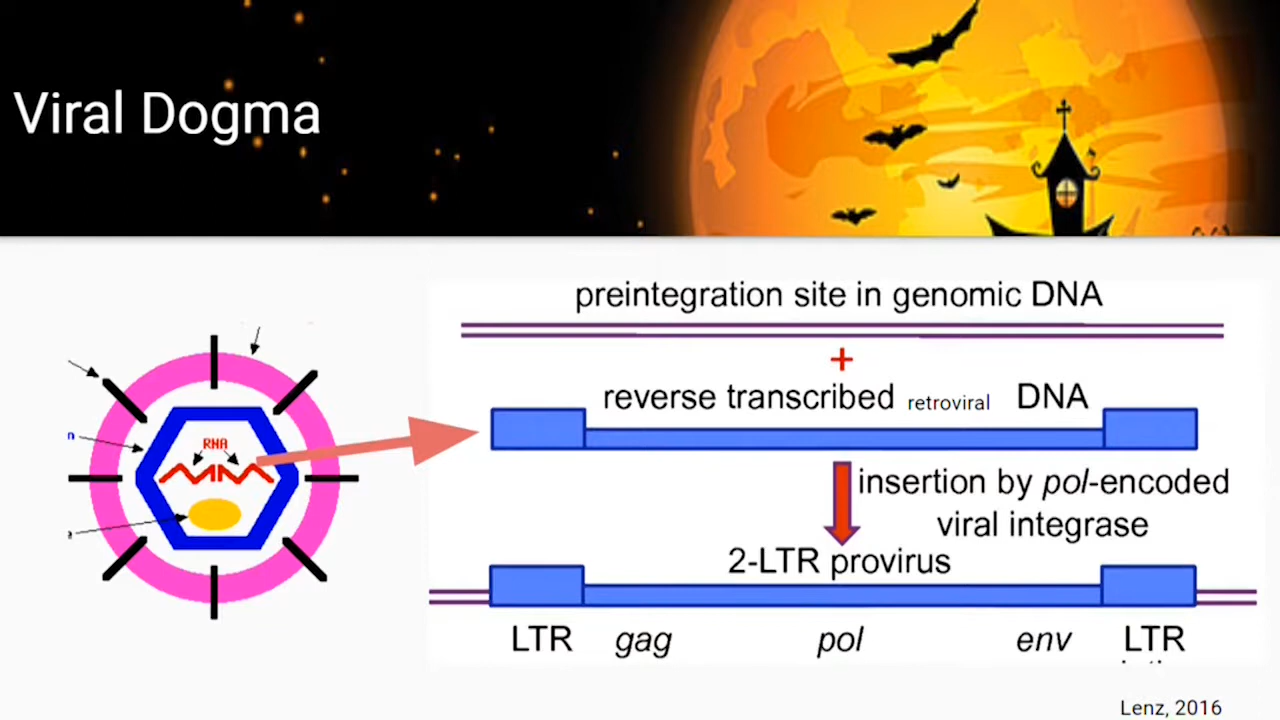 Viral Dogma
preintegration site in genomic DNA
+
reverse transcribed retroviral DNA
RNA
n
insertion by pol-encoded
viral integrase
2-LTR provirus
LTR gag pol env LTR
Lenz, 2016